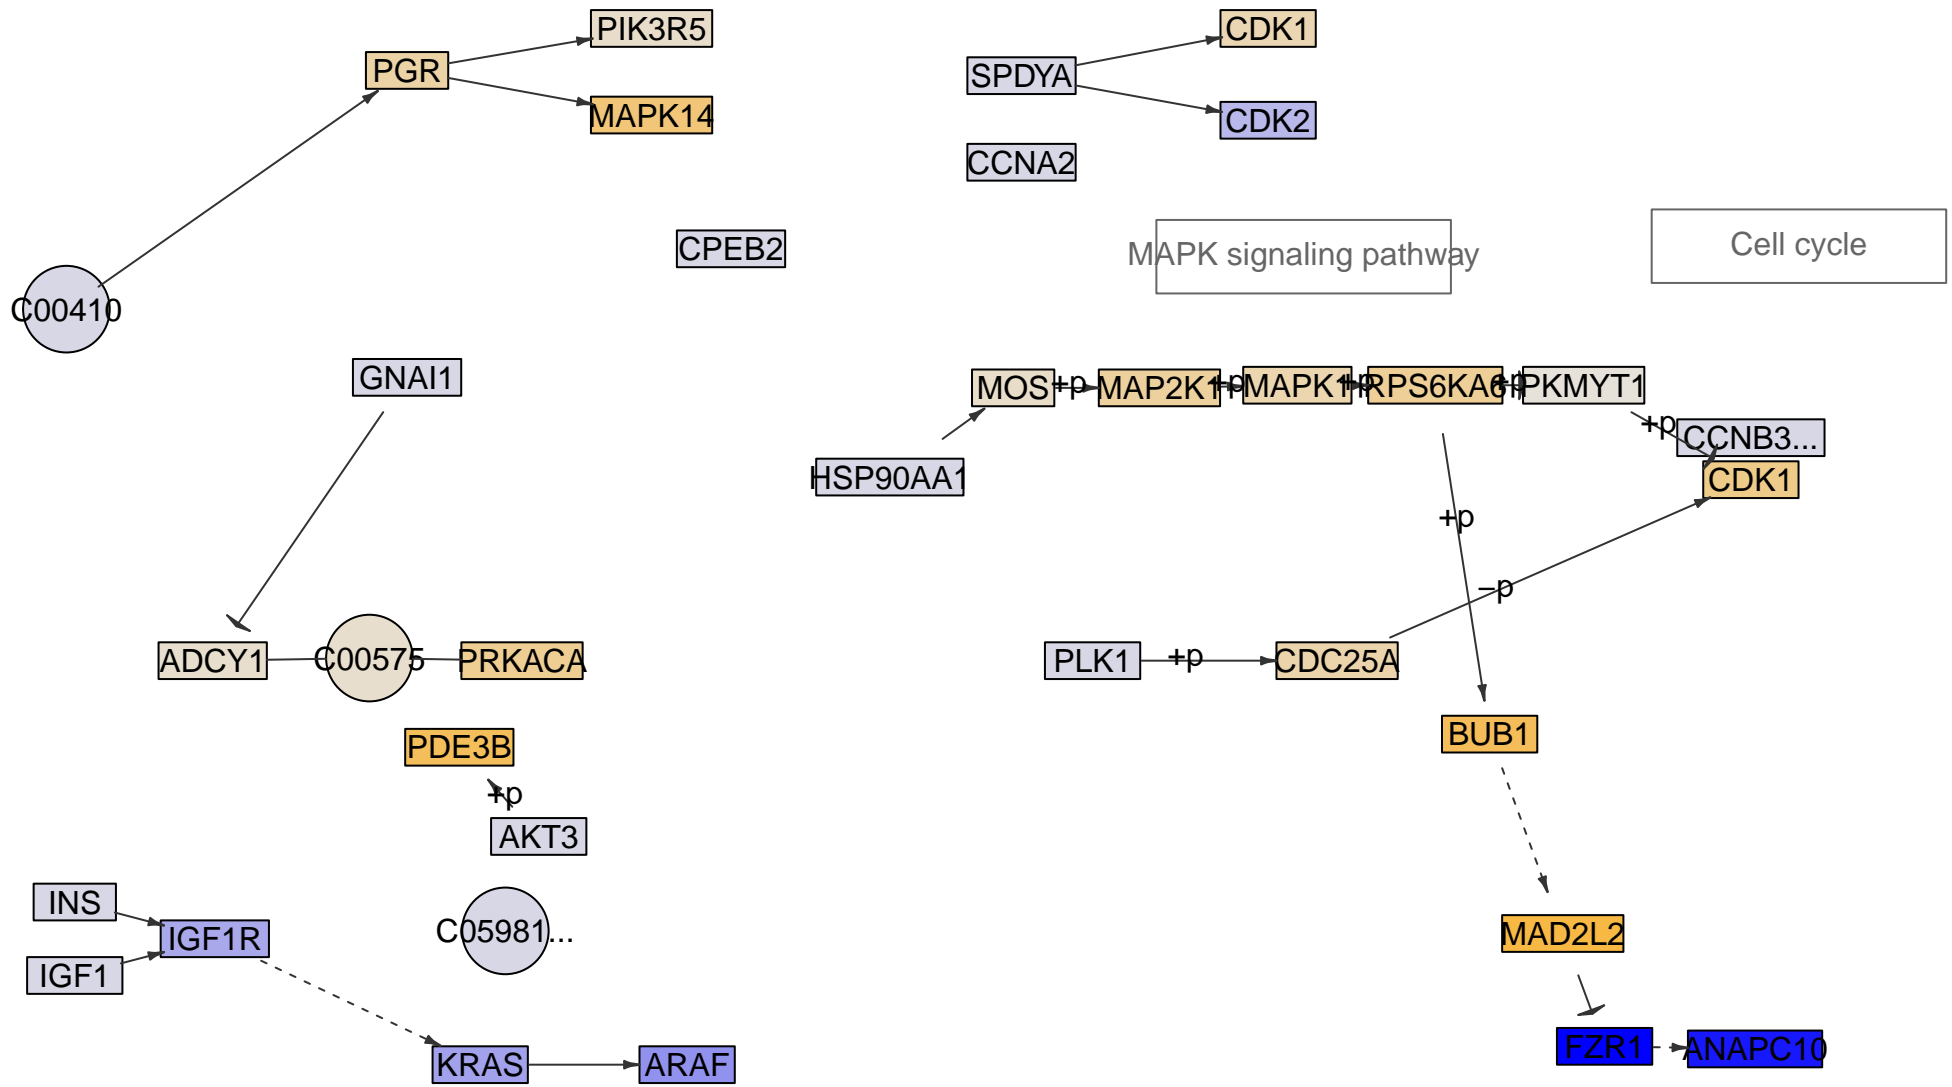 PIK3R5
CDK1
PGR
SPDYA
MAPK14
CDK2
CCNA2
CPEB2
MAPK signaling pathway
Cell cycle
C00410
GNAI1
MOS
+p
MAP2K1
+p
MAPK1
+p
RPS6KA6
+p
PKMYT1
+p
CCNB3...
HSP90AA1
CDK1
+p
−p
ADCY1
C00575
PRKACA
PLK1
+p
CDC25A
PDE3B
BUB1
+p
AKT3
INS
IGF1R
C05981...
MAD2L2
IGF1
KRAS
ARAF
FZR1
ANAPC10